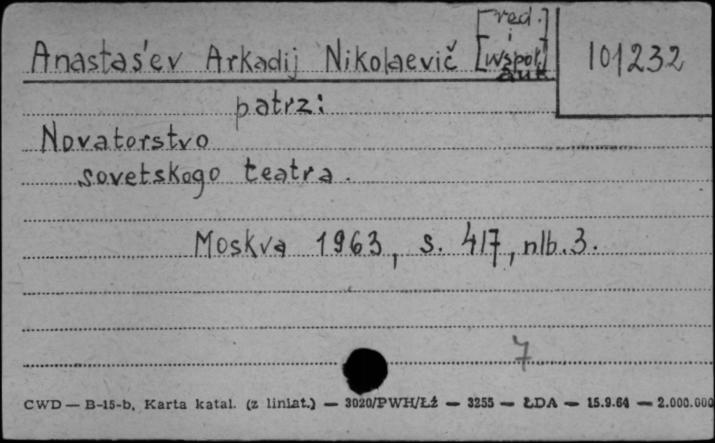 [red.]
i
Anastas'ev Arkadij Nikolaevič [wspoł.] 101232
aut.
patrz:
Novatorstvo
sovetskogo teatra.
Moskva 1963, s. 417, nlb. 3.
7
CWD — B-15-b, Karta katal. (z liniat.) — 3020/PWH/Łź — 3255 — ŁDA — 15.9.64 — 2.000.000